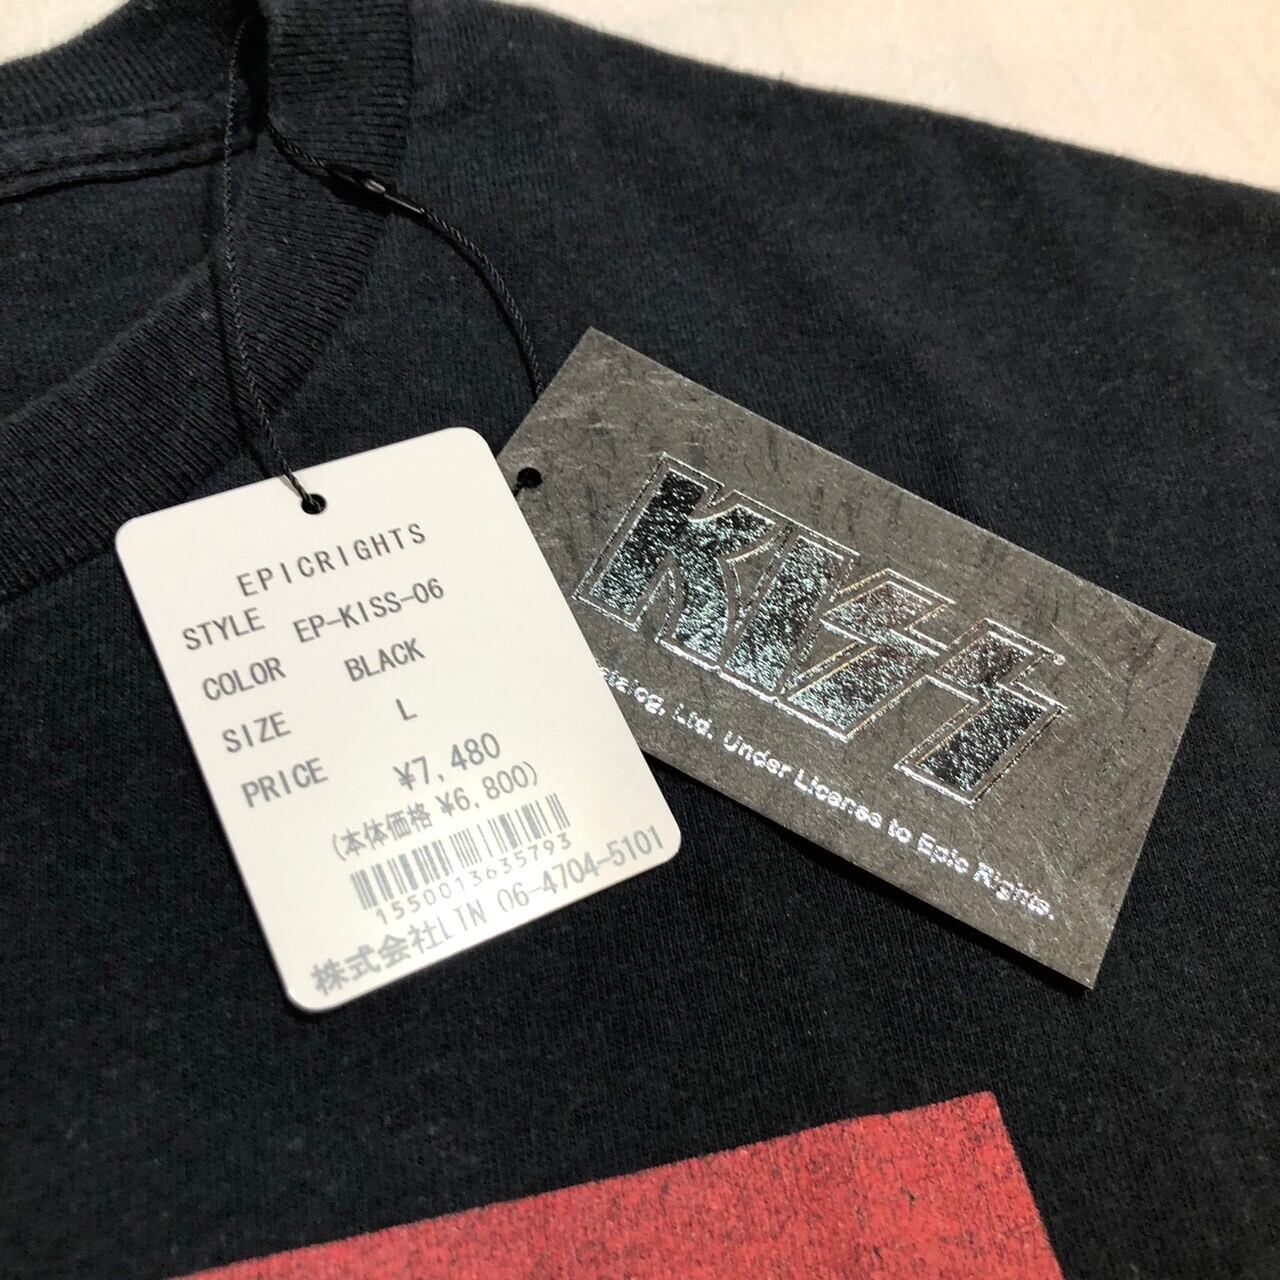 EPICRIGHTS
STYLE EP-KISS-06
COLOR BLACK
SIZE L
PRICE ¥7,480
(本体価格 ¥6,800)
1550013635793
株式会社LTN 06-4704-5101
KISS
Ltd. Under License to Epic Rights.